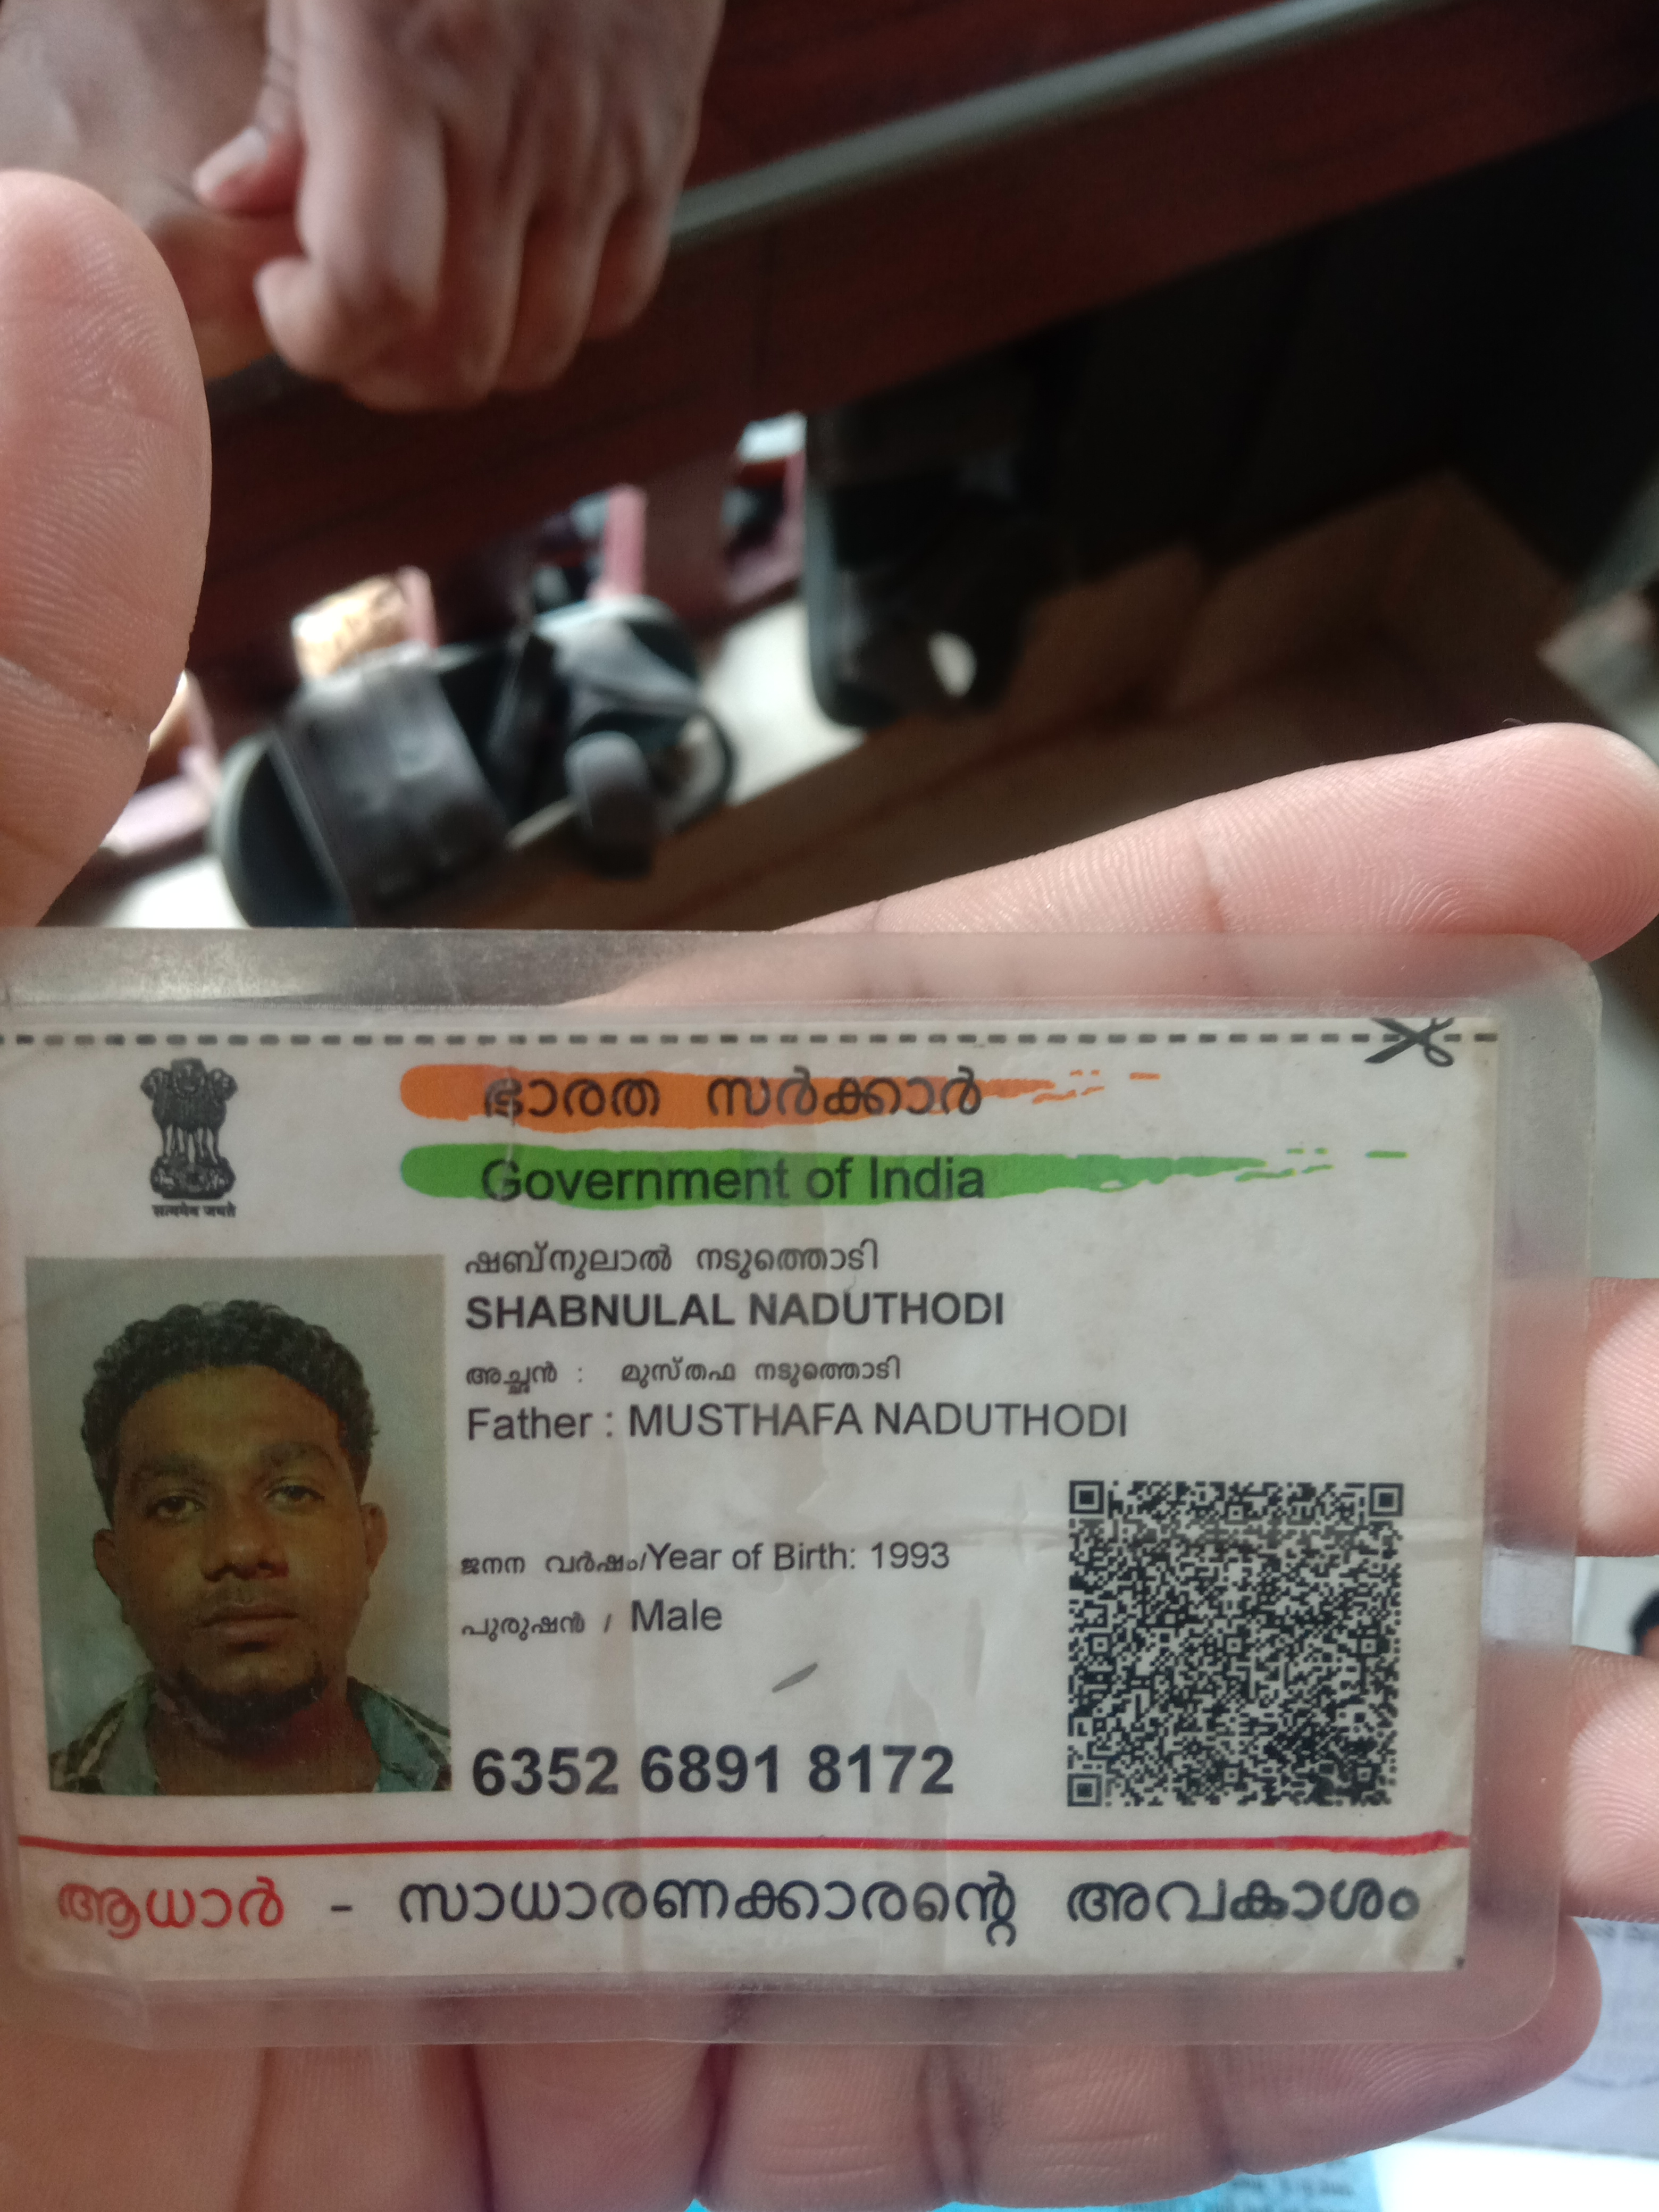 ഭാരത സർക്കാർ
Government of India
सत्यमेव जयते
ഷബ്നുലാൽ നടുത്തൊടി
SHABNULAL NADUTHODI
അച്ഛൻ : മുസ്തഫ നടുത്തൊടി
Father : MUSTHAFA NADUTHODI
ജനന വർഷം/Year of Birth: 1993
പുരുഷൻ / Male
6352 6891 8172
ആധാർ - സാധാരണക്കാരന്റെ അവകാശം